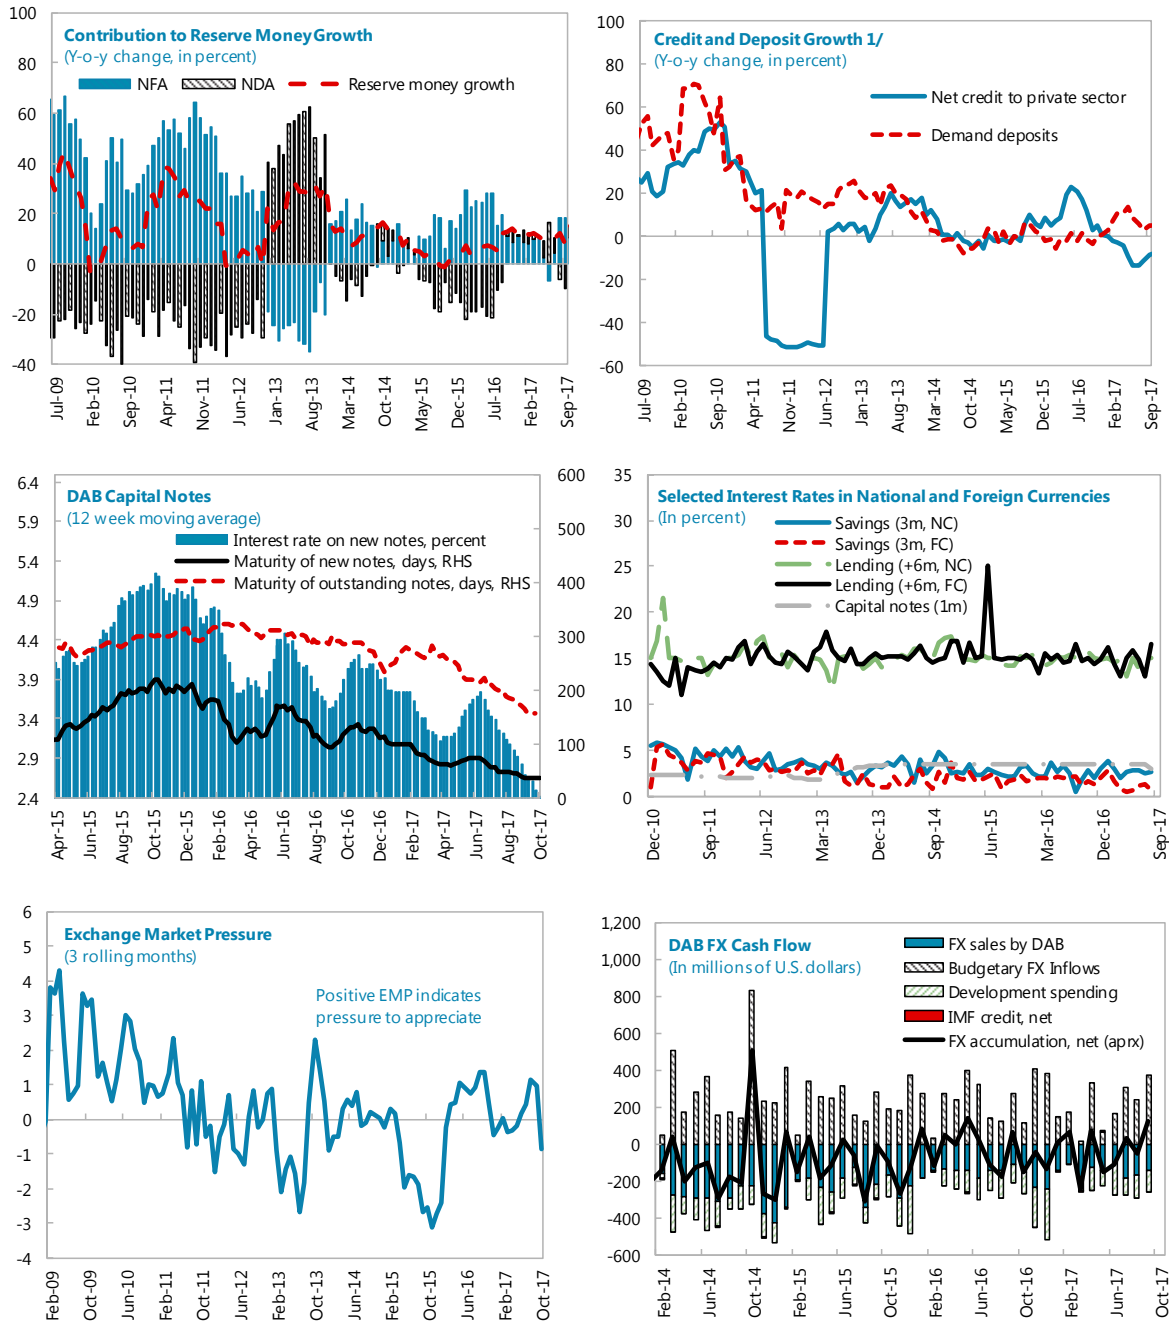 Contribution to Reserve Money Growth
(Y-o-y change, in percent)
NFA NDA Reserve money growth
100
80
60
40
20
0
-20
-40
Jul-09 Feb-10 Sep-10 Apr-11 Nov-11 Jun-12 Jan-13 Aug-13 Mar-14 Oct-14 May-15 Dec-15 Jul-16 Feb-17 Sep-17
Credit and Deposit Growth 1/
(Y-o-y change, in percent)
Net credit to private sector
Demand deposits
100
80
60
40
20
0
-20
-40
-60
Jul-09 Feb-10 Sep-10 Apr-11 Nov-11 Jun-12 Jan-13 Aug-13 Mar-14 Oct-14 May-15 Dec-15 Jul-16 Feb-17 Sep-17
DAB Capital Notes
(12 week moving average)
Interest rate on new notes, percent
Maturity of new notes, days, RHS
Maturity of outstanding notes, days, RHS
6.4
5.9
5.4
4.9
4.4
3.9
3.4
2.9
2.4
600
500
400
300
200
100
0
Apr-15 Jun-15 Aug-15 Oct-15 Dec-15 Feb-16 Apr-16 Jun-16 Aug-16 Oct-16 Dec-16 Feb-17 Apr-17 Jun-17 Aug-17 Oct-17
Selected Interest Rates in National and Foreign Currencies
(In percent)
Savings (3m, NC)
Savings (3m, FC)
Lending (+6m, NC)
Lending (+6m, FC)
Capital notes (1m)
35
30
25
20
15
10
5
0
Dec-10 Sep-11 Jun-12 Mar-13 Dec-13 Sep-14 Jun-15 Mar-16 Dec-16 Sep-17
Exchange Market Pressure
(3 rolling months)
Positive EMP indicates
pressure to appreciate
6
5
4
3
2
1
0
-1
-2
-3
-4
Feb-09 Oct-09 Jun-10 Feb-11 Oct-11 Jun-12 Feb-13 Oct-13 Jun-14 Feb-15 Oct-15 Jun-16 Feb-17 Oct-17
DAB FX Cash Flow
(In millions of U.S. dollars)
FX sales by DAB
Budgetary FX Inflows
Development spending
IMF credit, net
FX accumulation, net (aprx)
1,200
1,000
800
600
400
200
0
-200
-400
-600
Feb-14 Jun-14 Oct-14 Feb-15 Jun-15 Oct-15 Feb-16 Jun-16 Oct-16 Feb-17 Jun-17 Oct-17